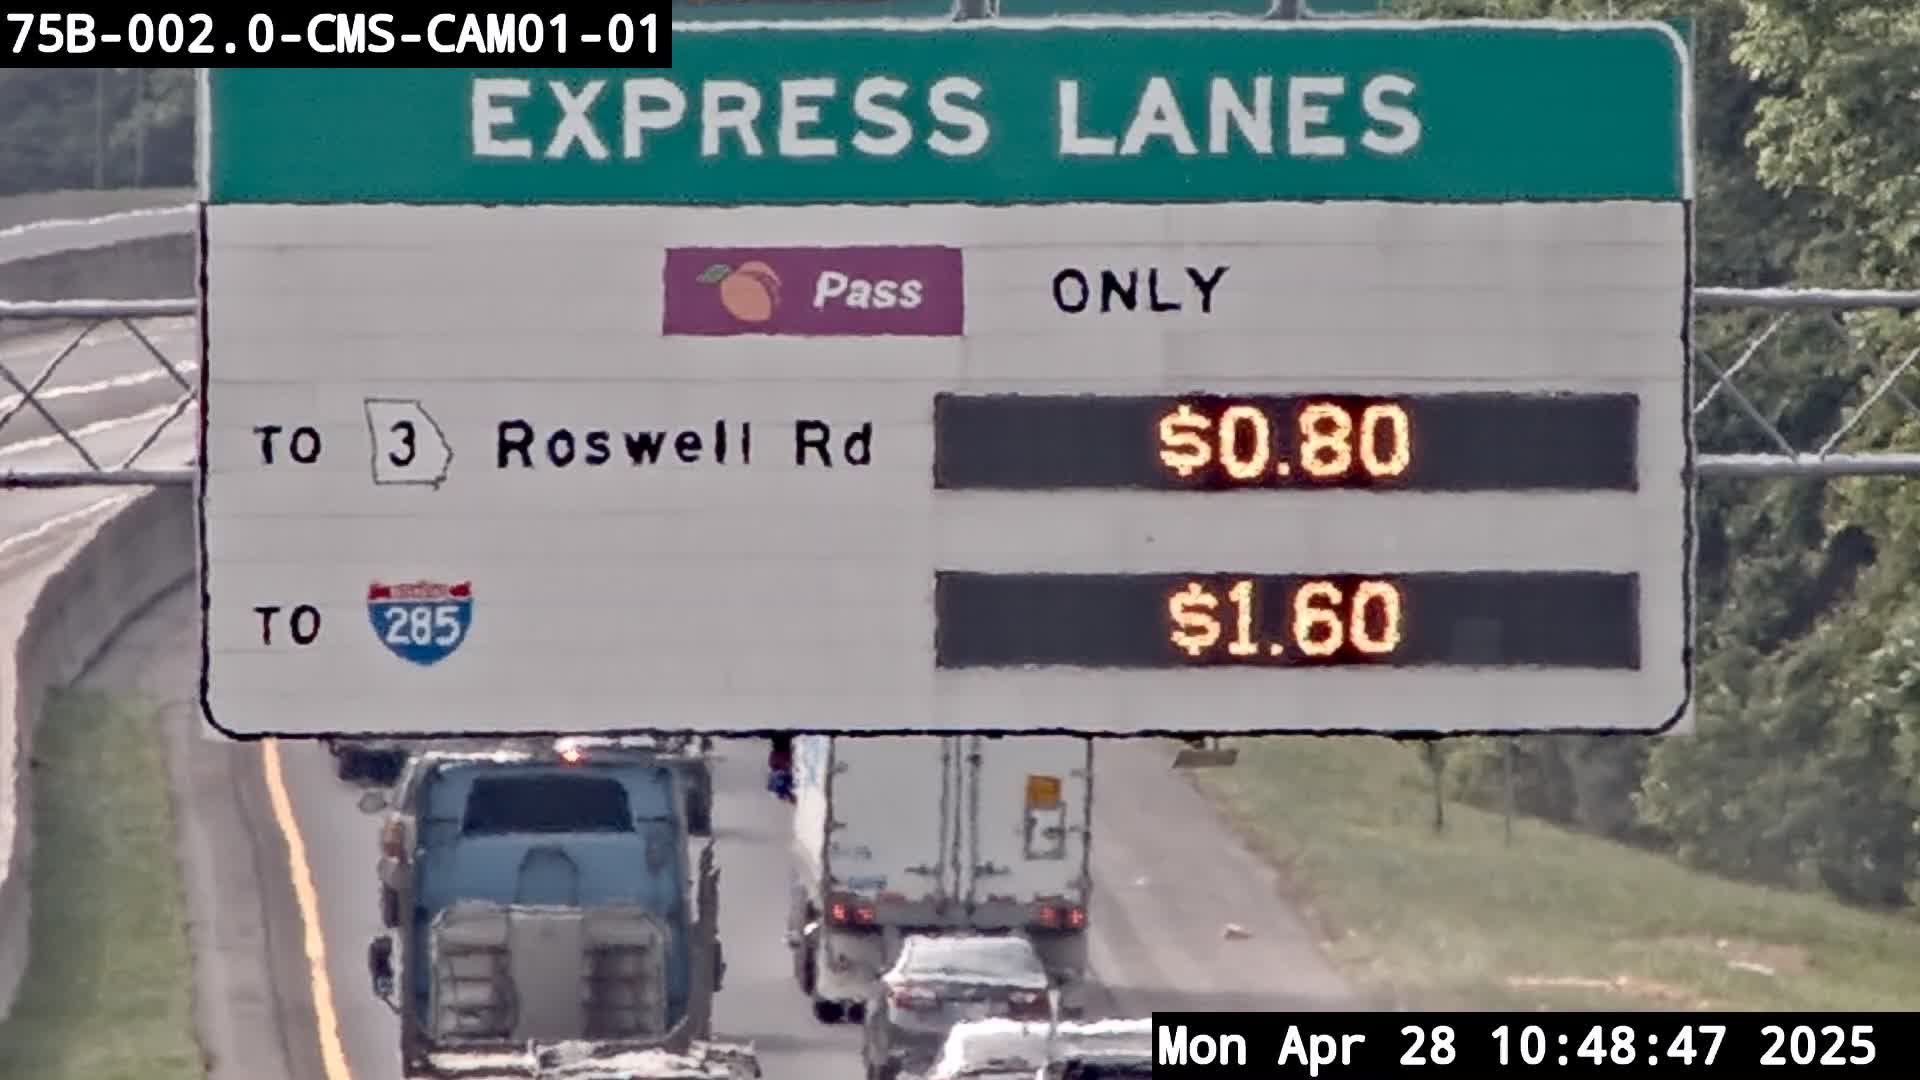 75B-002.0-CMS-CAM01-01
EXPRESS LANES
Pass ONLY
TO 3 Roswell Rd $0.80
TO 285 $1.60
Mon Apr 28 10:48:47 2025